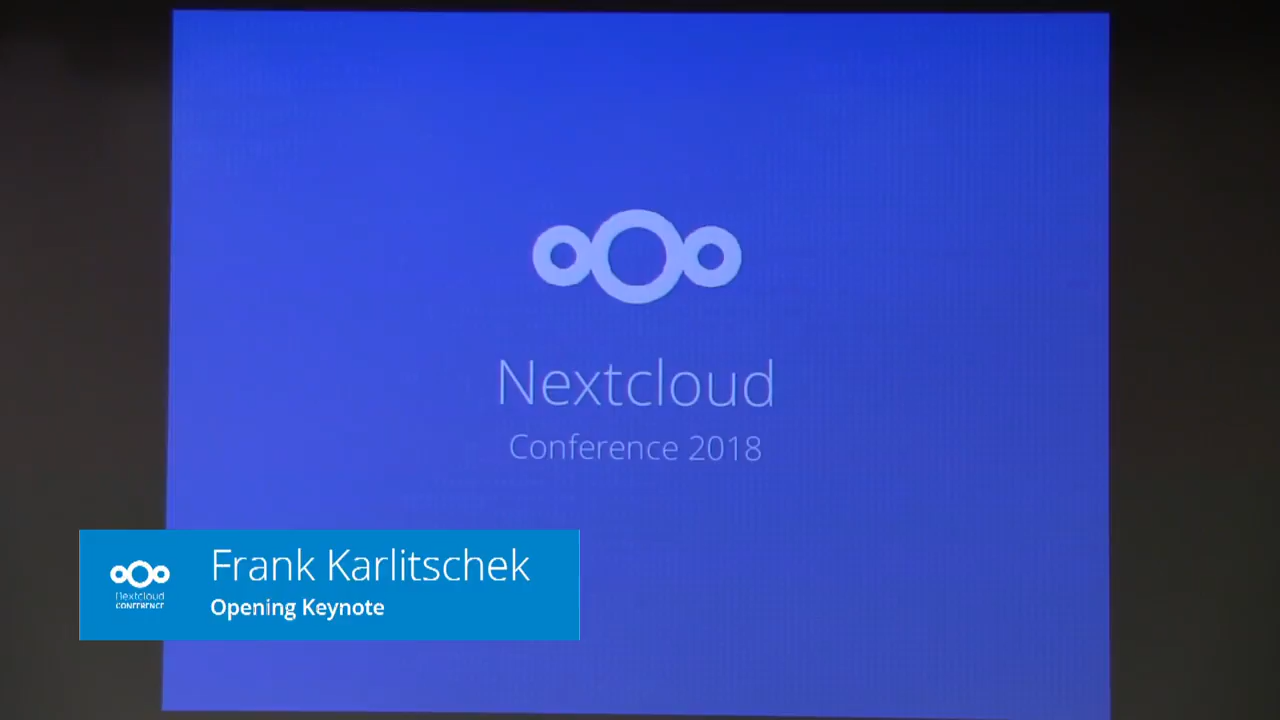 Nextcloud
Conference 2018
Frank Karlitschek
Opening Keynote
Nextcloud
CONFERENCE